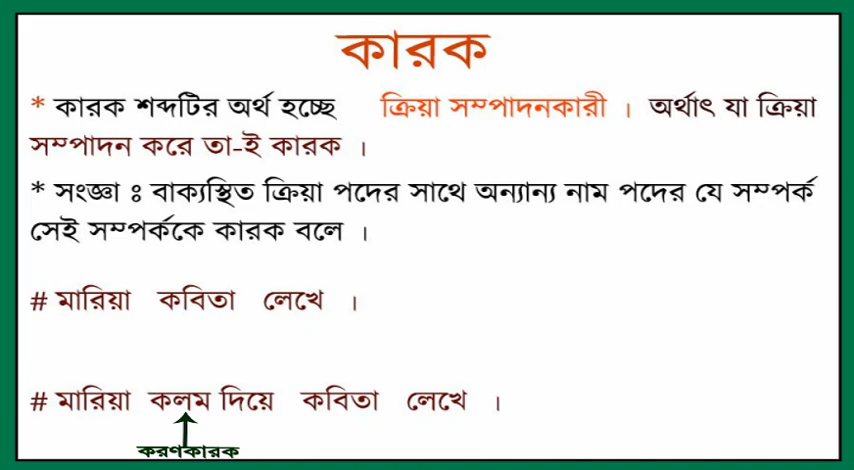 কারক
* কারক শব্দটির অর্থ হচ্ছে ক্রিয়া সম্পাদনকারী । অর্থাৎ যা ক্রিয়া
সম্পাদন করে তা-ই কারক ।
* সংজ্ঞা ঃ বাক্যস্থিত ক্রিয়া পদের সাথে অন্যান্য নাম পদের যে সম্পর্ক
সেই সম্পর্ককে কারক বলে ।
# মারিয়া কবিতা লেখে ।
# মারিয়া কলম দিয়ে কবিতা লেখে ।
করণকারক